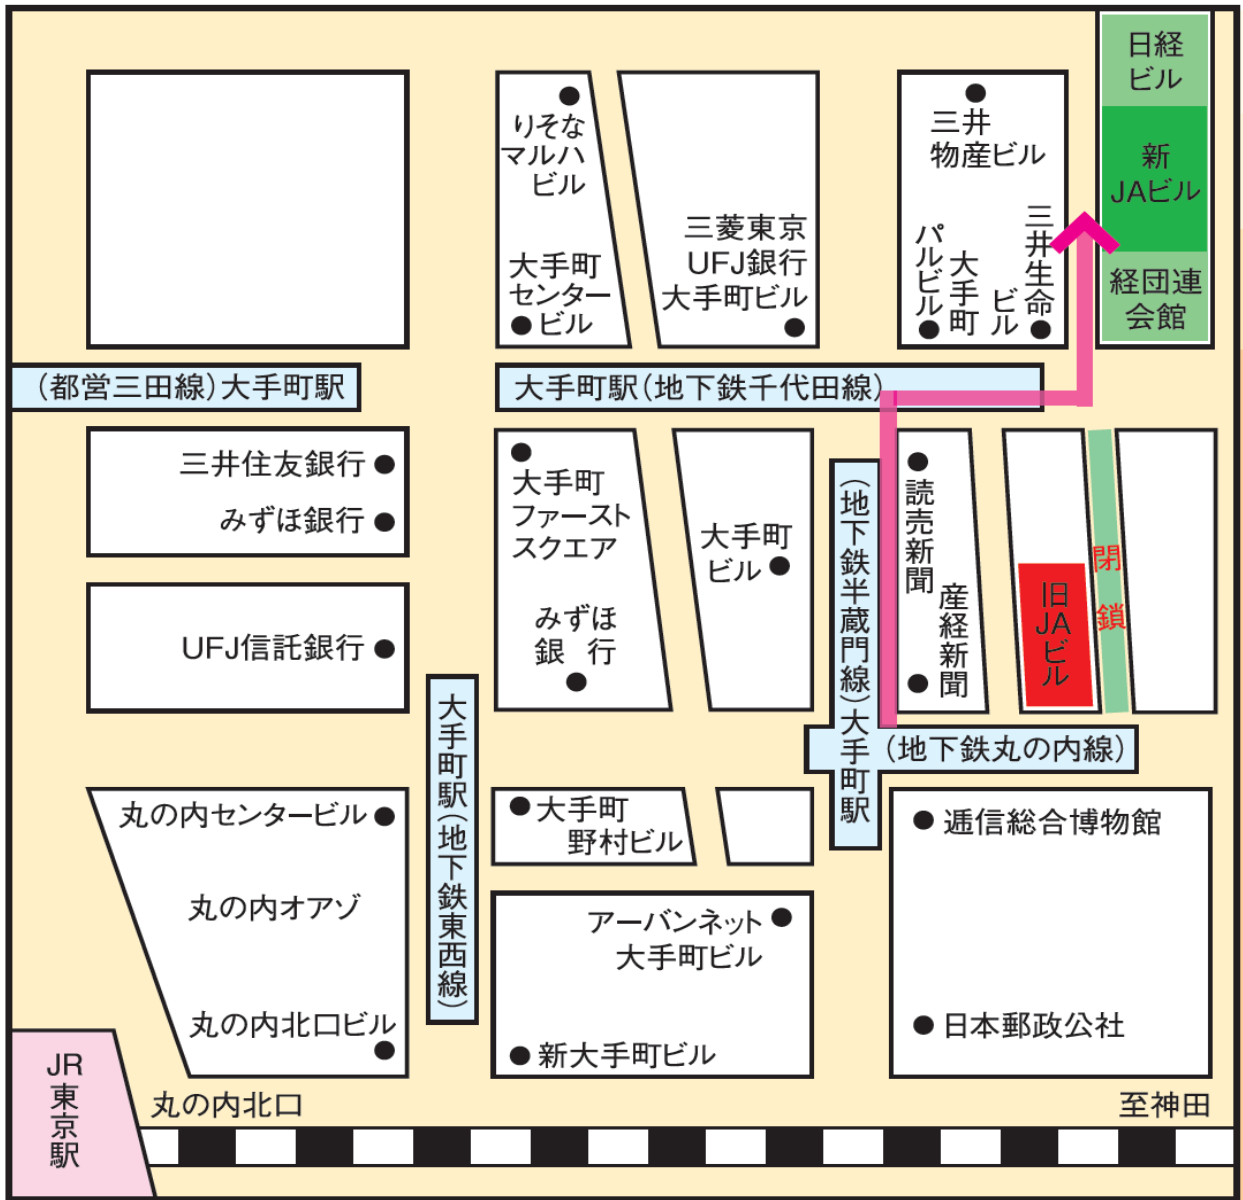 日経
ビル
新
JAビル
経団連
会館
りそな
マルハ
ビル
大手町
センター
ビル
三菱東京
UFJ銀行
大手町ビル
三井
物産ビル
パルビル
大手町
三井生命
ビル
(都営三田線)大手町駅
大手町駅(地下鉄千代田線)
三井住友銀行
みずほ銀行
UFJ信託銀行
大手町
ファースト
スクエア
みずほ
銀 行
大手町
ビル
(地下鉄半蔵門線)大手町駅
読売新聞
産経新聞
旧JAビル
閉鎖
(地下鉄丸の内線)
大手町駅(地下鉄東西線)
丸の内センタービル
丸の内オアゾ
丸の内北口ビル
大手町
野村ビル
アーバンネット
大手町ビル
新大手町ビル
逓信総合博物館
日本郵政公社
JR
東京駅
丸の内北口
至神田